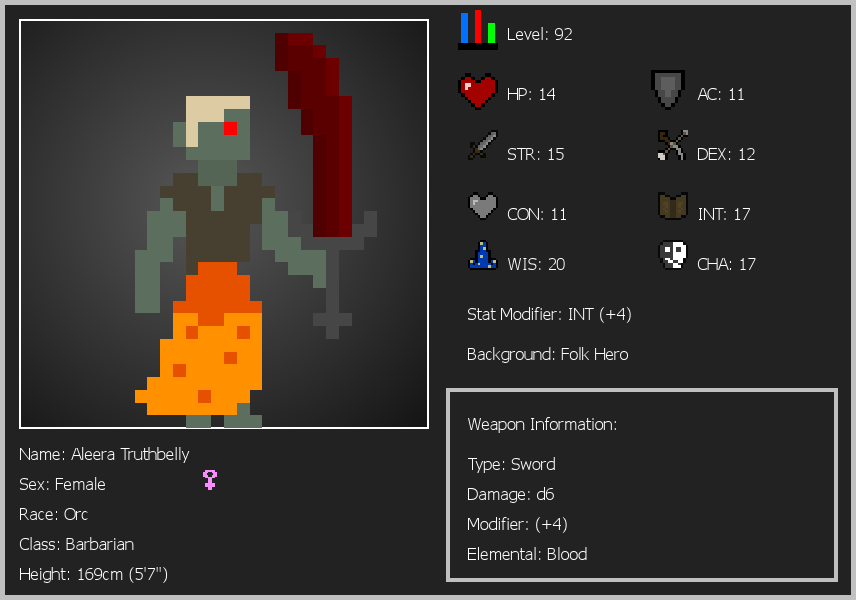 Level: 92
HP: 14
AC: 11
STR: 15
DEX: 12
CON: 11
INT: 17
WIS: 20
CHA: 17
Stat Modifier: INT (+4)
Background: Folk Hero
Weapon Information:
Type: Sword
Damage: d6
Modifier: (+4)
Elemental: Blood
Name: Aleera Truthbelly
Sex: Female
Race: Orc
Class: Barbarian
Height: 169cm (5'7")